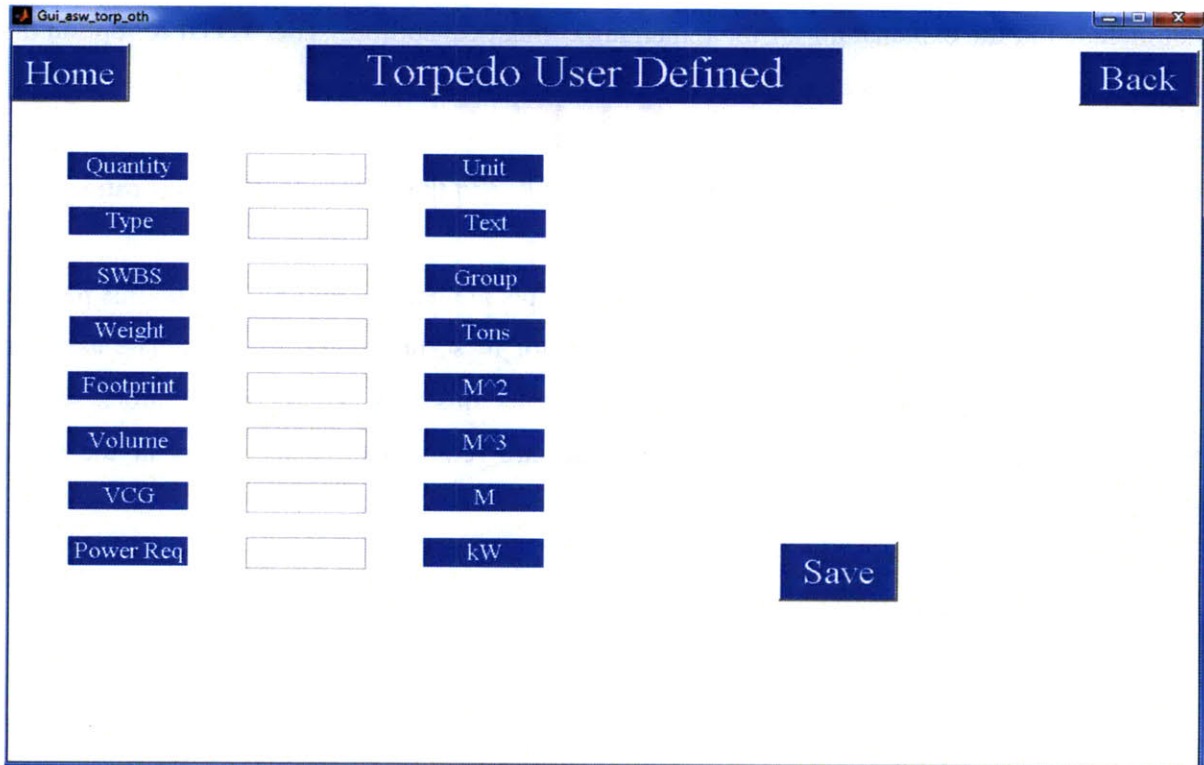 Gui_asw_torp_oth
Home Torpedo User Defined Back
Quantity Unit
Type Text
SWBS Group
Weight Tons
Footprint M^2
Volume M^3
VCG M
Power Req kW
Save